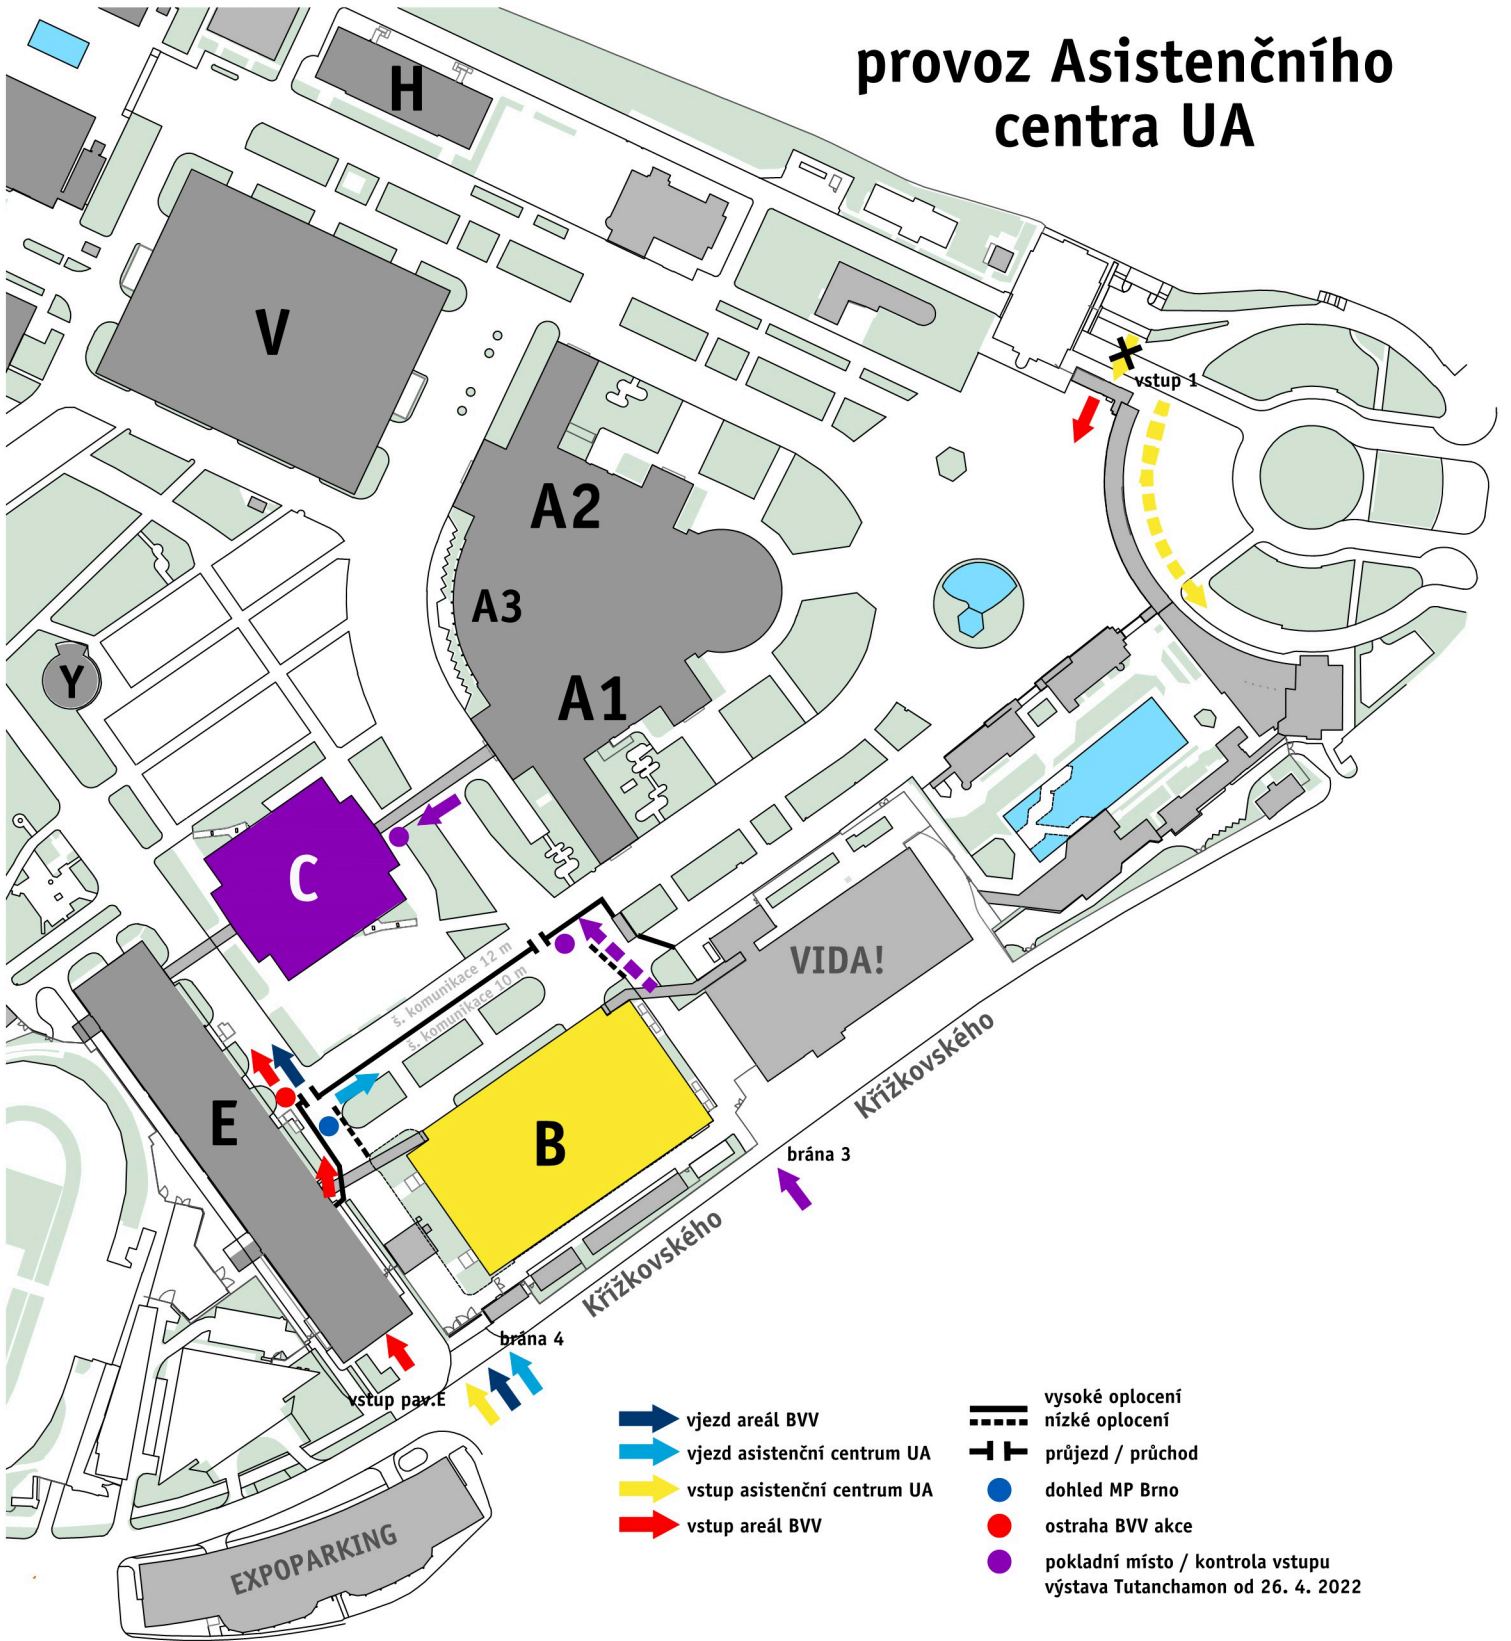 provoz Asistenčního
centra UA
H
V
vstup 1
A2
A3
Y
A1
C
š. komunikace 12 m
š. komunikace 10 m
VIDA!
E
B
Křížkovského
brána 3
Křížkovského
brána 4
vstup pav.E
EXPOPARKING
vjezd areál BVV
vjezd asistenční centrum UA
vstup asistenční centrum UA
vstup areál BVV
vysoké oplocení
nízké oplocení
průjezd / průchod
dohled MP Brno
ostraha BVV akce
pokladní místo / kontrola vstupu
výstava Tutanchamon od 26. 4. 2022